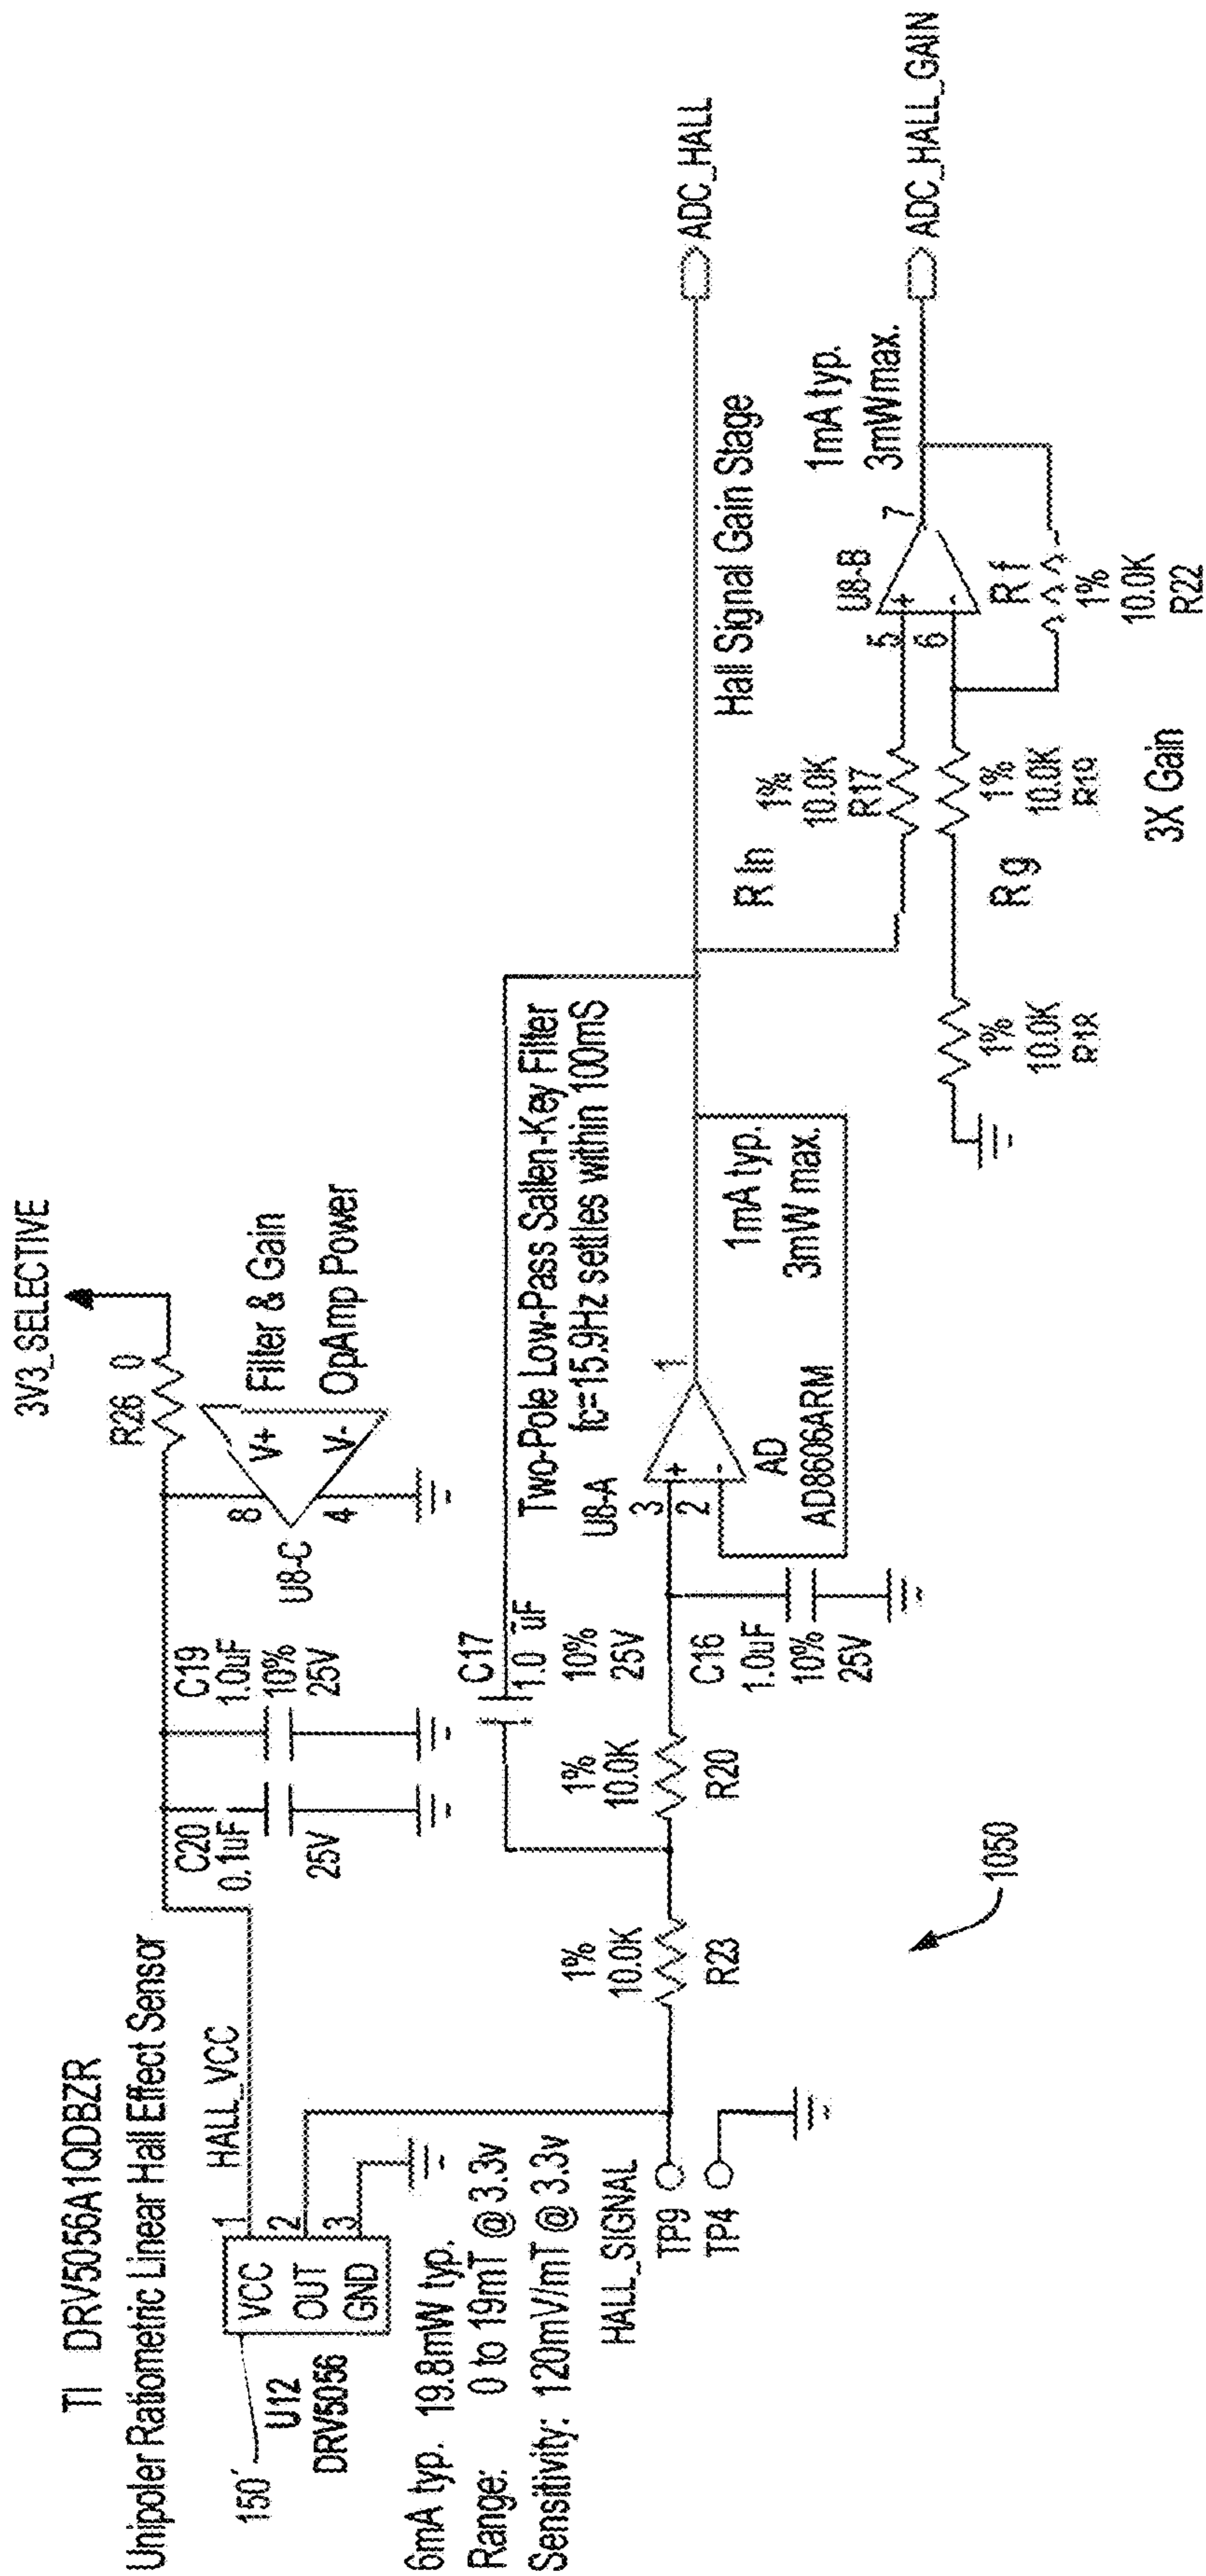 TI DRV5056A1QDBZR
Unipoler Ratiometric Linear Hall Effect Sensor
3V3_SELECTIVE
HALL_VCC
R26 0
C20
0.1uF
25V
C19
1.0uF
10%
25V
8
V+
V-
4
U8-C
Filter & Gain
OpAmp Power
150´
U12
DRV5056
VCC
OUT
GND
1
2
3
6mA typ. 19.8mW typ.
Range: 0 to 19mT @ 3.3v
Sensitivity: 120mV/mT @ 3.3v
HALL_SIGNAL
TP9
TP4
1%
10.0K
R23
1%
10.0K
R20
C17
1.0 uF
10%
25V
C16
1.0uF
10%
25V
Two-Pole Low-Pass Sallen-Key Filter
fc=15.9Hz settles within 100mS
U8-A
3
2
+
-
1
AD
AD8606ARM
1mA typ.
3mW max.
ADC_HALL
Hall Signal Gain Stage
R In
1%
10.0K
R17
R g
1%
10.0K
R18
1%
10.0K
R19
U8-B
5
6
+
-
7
1mA typ.
3mWmax.
R f
1%
10.0K
R22
ADC_HALL_GAIN
3X Gain
1050